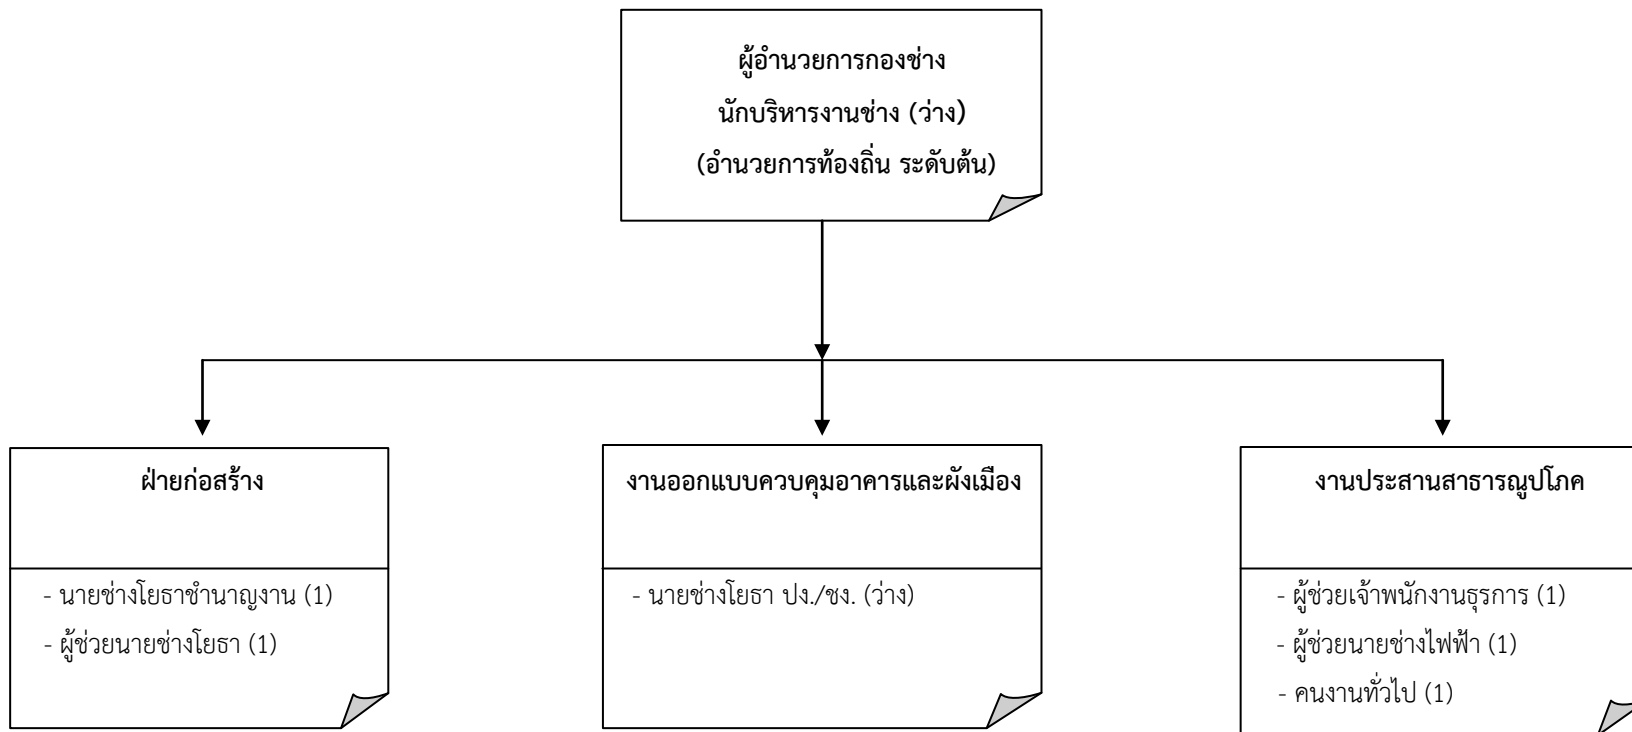 ผู้อำนวยการกองช่าง
นักบริหารงานช่าง (ว่าง)
(อำนวยการท้องถิ่น ระดับต้น)
ฝ่ายก่อสร้าง
- นายช่างโยธาชำนาญงาน (1)
- ผู้ช่วยนายช่างโยธา (1)
งานออกแบบควบคุมอาคารและผังเมือง
- นายช่างโยธา ปง./ชง. (ว่าง)
งานประสานสาธารณูปโภค
- ผู้ช่วยเจ้าพนักงานธุรการ (1)
- ผู้ช่วยนายช่างไฟฟ้า (1)
- คนงานทั่วไป (1)